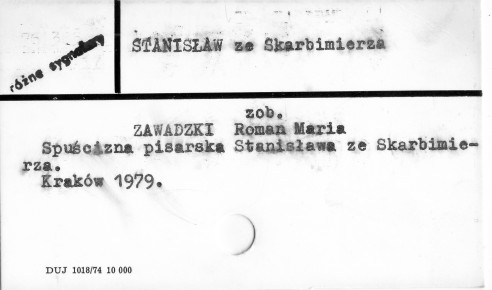 różne sygnatury
STANISŁAW ze Skarbimierza
zob.
ZAWADZKI Roman Maria
Spuścizna pisarska Stanisława ze Skarbimie-
rza.
Kraków 1979.
DUJ 1018/74 10 000